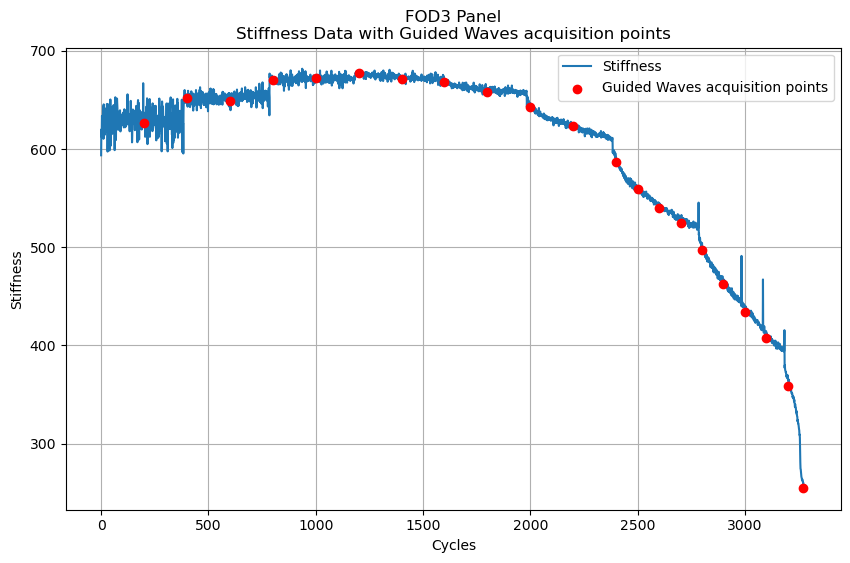 FOD3 Panel
Stiffness Data with Guided Waves acquisition points
Stiffness
Guided Waves acquisition points
700
600
500
400
300
Stiffness
0
500
1000
1500
2000
2500
3000
Cycles